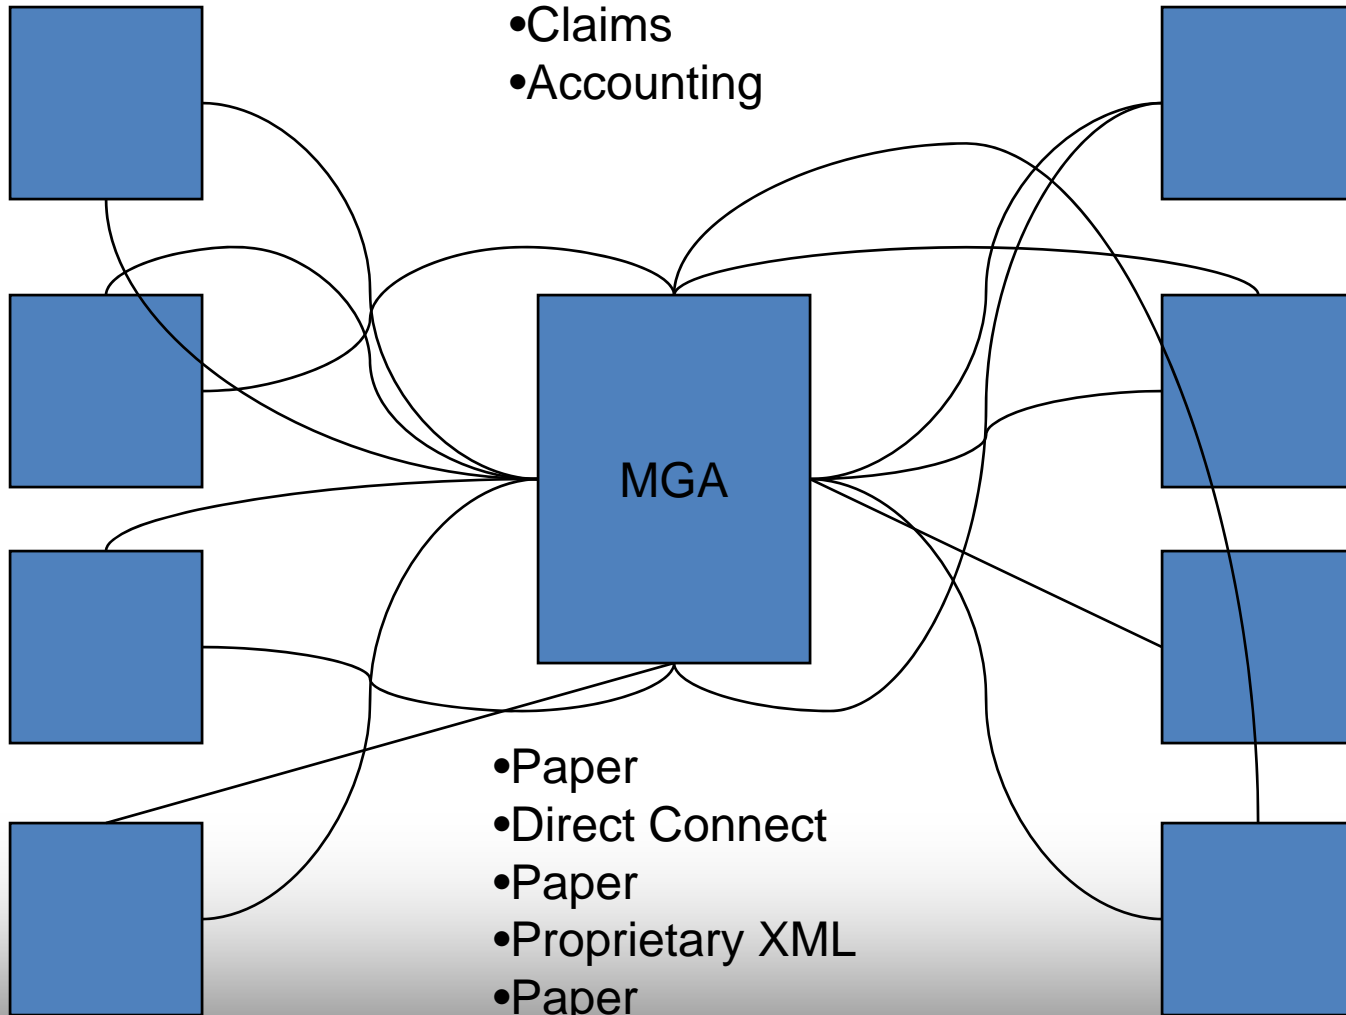 •Claims
•Accounting
MGA
•Paper
•Direct Connect
•Paper
•Proprietary XML
•Paper